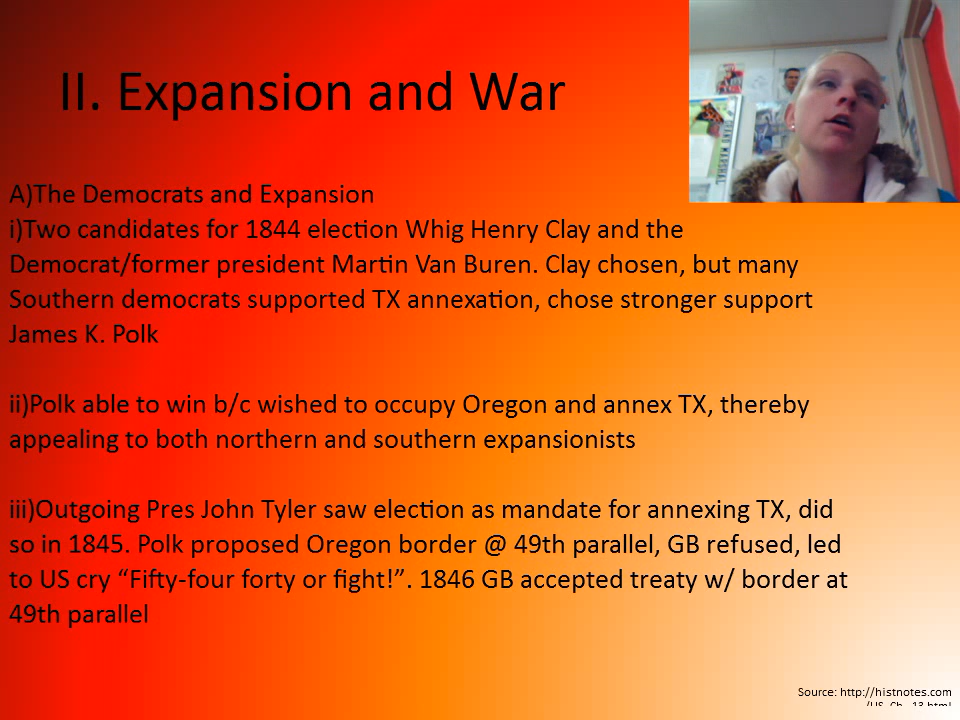 II. Expansion and War
A)The Democrats and Expansion
i)Two candidates for 1844 election Whig Henry Clay and the
Democrat/former president Martin Van Buren. Clay chosen, but many
Southern democrats supported TX annexation, chose stronger support
James K. Polk
ii)Polk able to win b/c wished to occupy Oregon and annex TX, thereby
appealing to both northern and southern expansionists
iii)Outgoing Pres John Tyler saw election as mandate for annexing TX, did
so in 1845. Polk proposed Oregon border @ 49th parallel, GB refused, led
to US cry “Fifty-four forty or fight!”. 1846 GB accepted treaty w/ border at
49th parallel
Source: http://histnotes.com